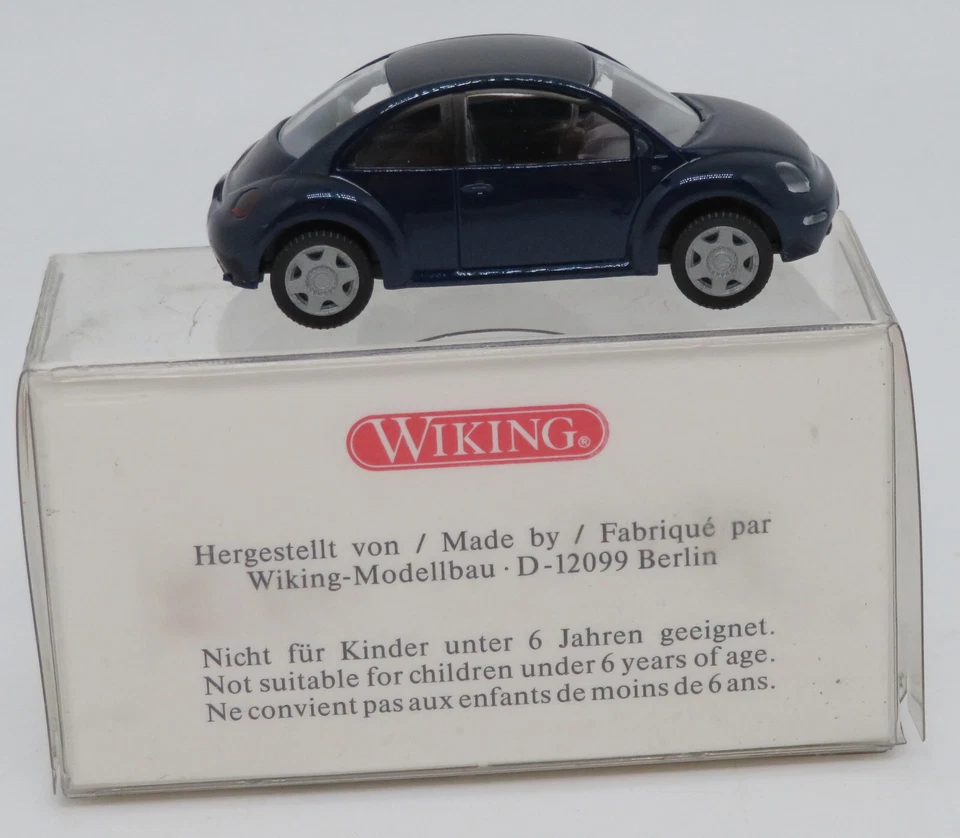 WIKING®
Hergestellt von / Made by / Fabriqué par
Wiking-Modellbau · D-12099 Berlin
Nicht für Kinder unter 6 Jahren geeignet.
Not suitable for children under 6 years of age.
Ne convient pas aux enfants de moins de 6 ans.